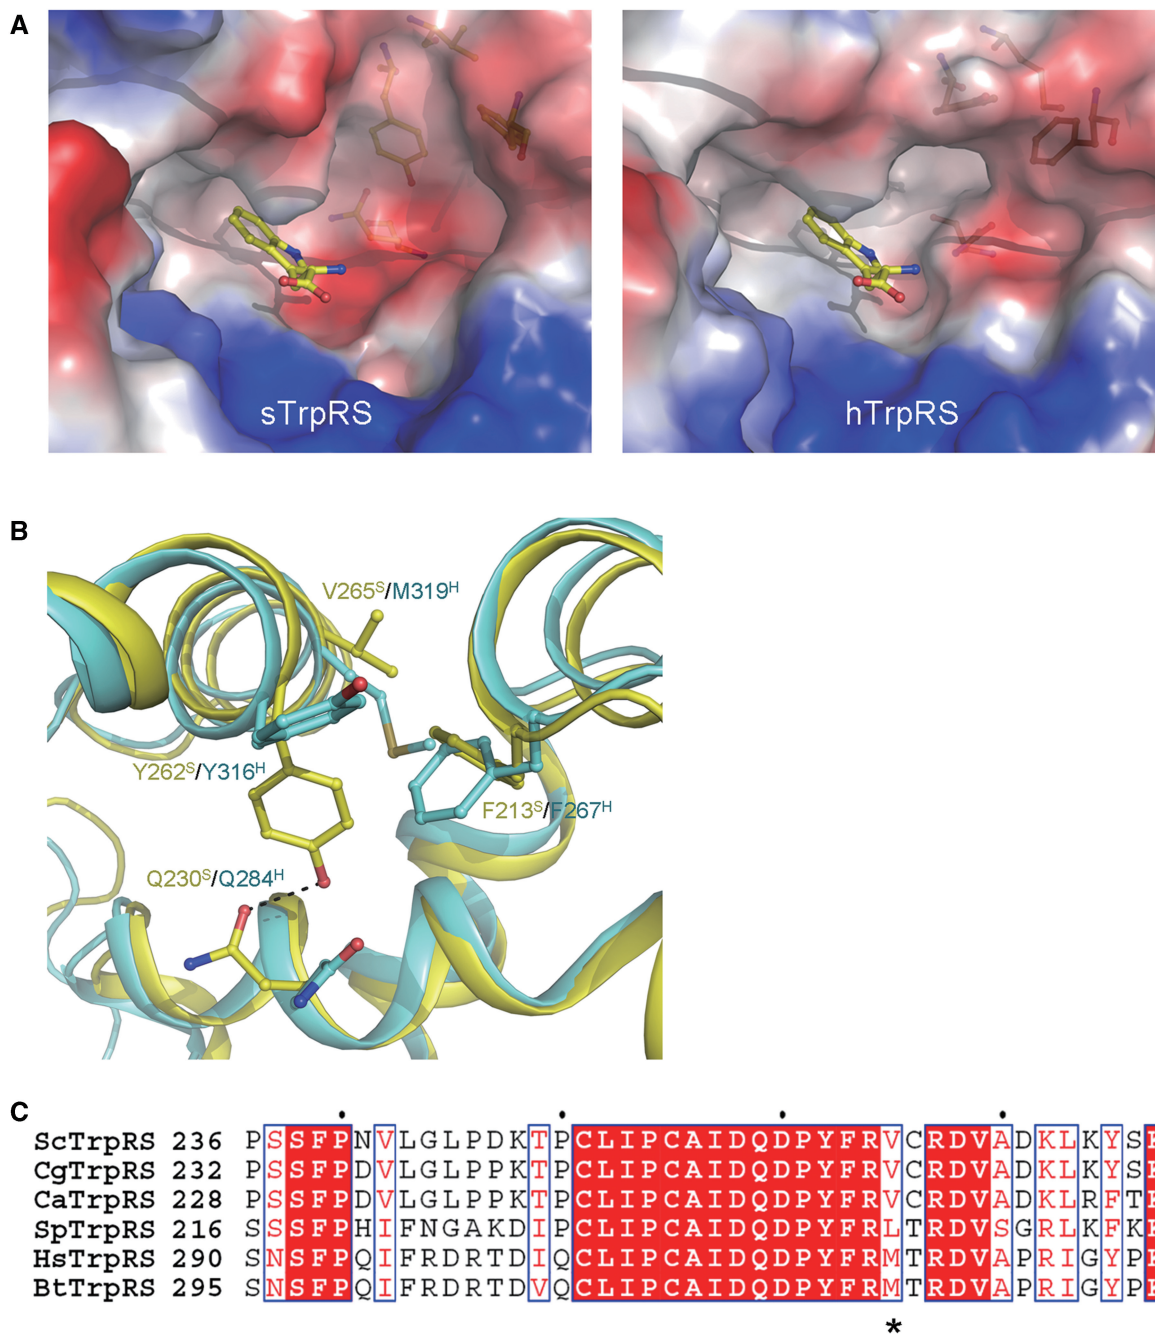 A
sTrpRS
hTrpRS
B
V265ˢ/M319ᴴ
Y262ˢ/Y316ᴴ
F213ˢ/F267ᴴ
Q230ˢ/Q284ᴴ
C
ScTrpRS 236 PSSFPNVLGLPDKTPCLIPCAIDQDPYFRVCRDVADKLKYS
CgTrpRS 232 PSSFPDVLGLPPKTPCLIPCAIDQDPYFRVCRDVADKLKYS
CaTrpRS 228 PSSFPDVLGLPPKTPCLIPCAIDQDPYFRVCRDVADKLRFT
SpTrpRS 216 SSSFPHIFNGAKDIPCLIPCAIDQDPYFRLTRDVSGRLKFK
HsTrpRS 290 SNSFPQIFRDRTDIQCLIPCAIDQDPYFRMTRDVAPRIGYP
BtTrpRS 295 SNSFPQIFRDRTDVQCLIPCAIDQDPYFRMTRDVAPRIGYP
*